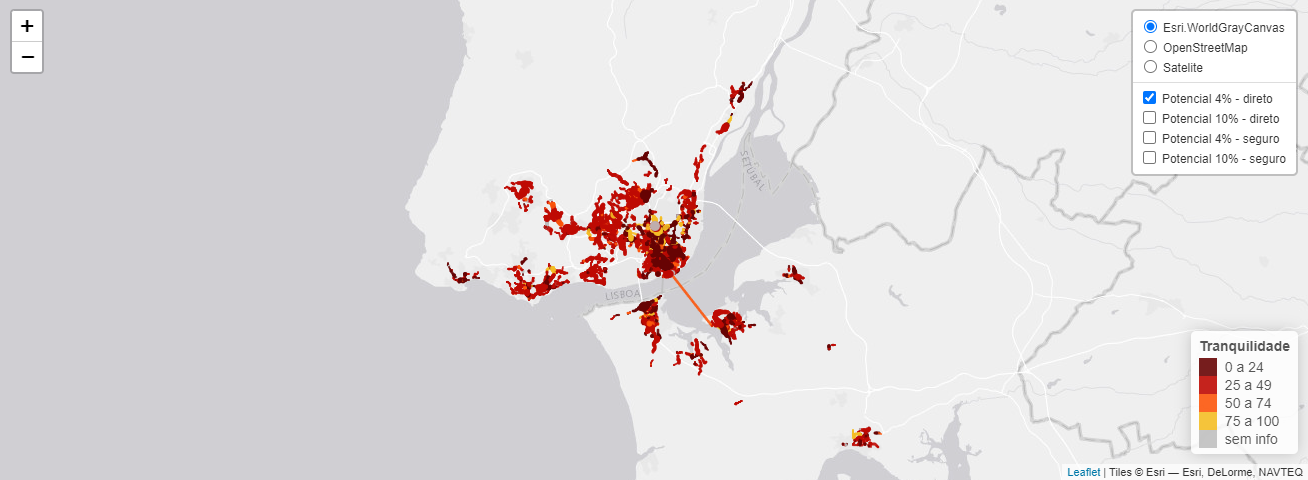 +
−
Esri.WorldGrayCanvas
OpenStreetMap
Satelite
Potencial 4% - direto
Potencial 10% - direto
Potencial 4% - seguro
Potencial 10% - seguro
SETÚBAL
LISBOA
Tranquilidade
0 a 24
25 a 49
50 a 74
75 a 100
sem info
Leaflet | Tiles © Esri — Esri, DeLorme, NAVTEQ